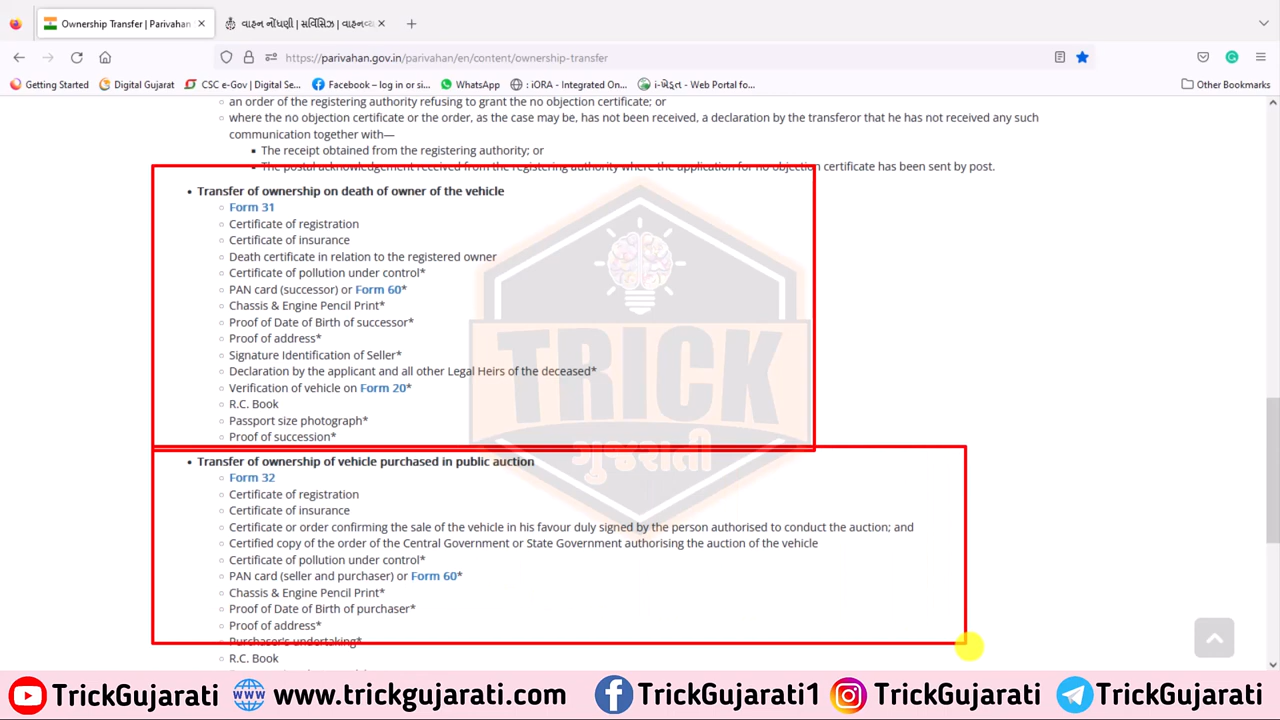 Ownership Transfer | Parivahan
વાહન નોંધણી | સર્વિસિઝ | વાહનવ્ય
https://parivahan.gov.in/parivahan/en/content/ownership-transfer
Getting Started
Digital Gujarat
CSC e-Gov | Digital Se...
Facebook – log in or si...
WhatsApp
: iORA - Integrated On...
i-ખેડૂત - Web Portal fo...
Other Bookmarks
an order of the registering authority refusing to grant the no objection certificate; or
where the no objection certificate or the order, as the case may be, has not been received, a declaration by the transferor that he has not received any such
communication together with—
The receipt obtained from the registering authority; or
The postal acknowledgement received from the registering authority where the application for no objection certificate has been sent by post.
Transfer of ownership on death of owner of the vehicle
Form 31
Certificate of registration
Certificate of insurance
Death certificate in relation to the registered owner
Certificate of pollution under control*
PAN card (successor) or Form 60*
Chassis & Engine Pencil Print*
Proof of Date of Birth of successor*
Proof of address*
Signature Identification of Seller*
Declaration by the applicant and all other Legal Heirs of the deceased*
Verification of vehicle on Form 20*
R.C. Book
Passport size photograph*
Proof of succession*
TRICK
ગુજરાતી
Transfer of ownership of vehicle purchased in public auction
Form 32
Certificate of registration
Certificate of insurance
Certificate or order confirming the sale of the vehicle in his favour duly signed by the person authorised to conduct the auction; and
Certified copy of the order of the Central Government or State Government authorising the auction of the vehicle
Certificate of pollution under control*
PAN card (seller and purchaser) or Form 60*
Chassis & Engine Pencil Print*
Proof of Date of Birth of purchaser*
Proof of address*
Purchaser's undertaking*
R.C. Book
TrickGujarati
www.trickgujarati.com
TrickGujarati1
TrickGujarati
TrickGujarati